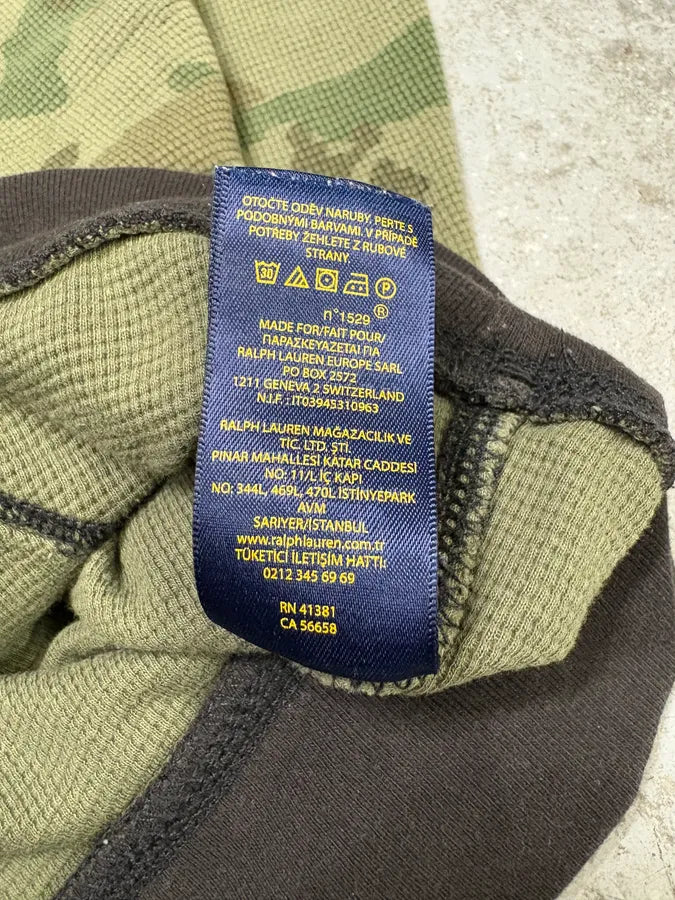 OTOČTE ODĚV NARUBY. PERTE S
PODOBNÝMI BARVAMI. V PŘÍPADĚ
POTŘEBY ŽEHLETE Z RUBOVÉ
STRANY
30 P
n°1529 ®
MADE FOR/FAIT POUR/
ΠΑΡΑΣΚΕΥΑΖΕΤΑΙ ΓΙΑ
RALPH LAUREN EUROPE SARL
PO BOX 2572
1211 GENEVA 2 SWITZERLAND
N.I.F.: IT03945310963
RALPH LAUREN MAĞAZACILIK VE
TİC. LTD. ŞTİ.
PINAR MAHALLESİ KATAR CADDESİ
NO: 11/L İÇ KAPI
NO: 344L, 469L, 470L İSTİNYEPARK
AVM
SARIYER/İSTANBUL
www.ralphlauren.com.tr
TÜKETİCİ İLETİŞİM HATTI:
0212 345 69 69
RN 41381
CA 56658